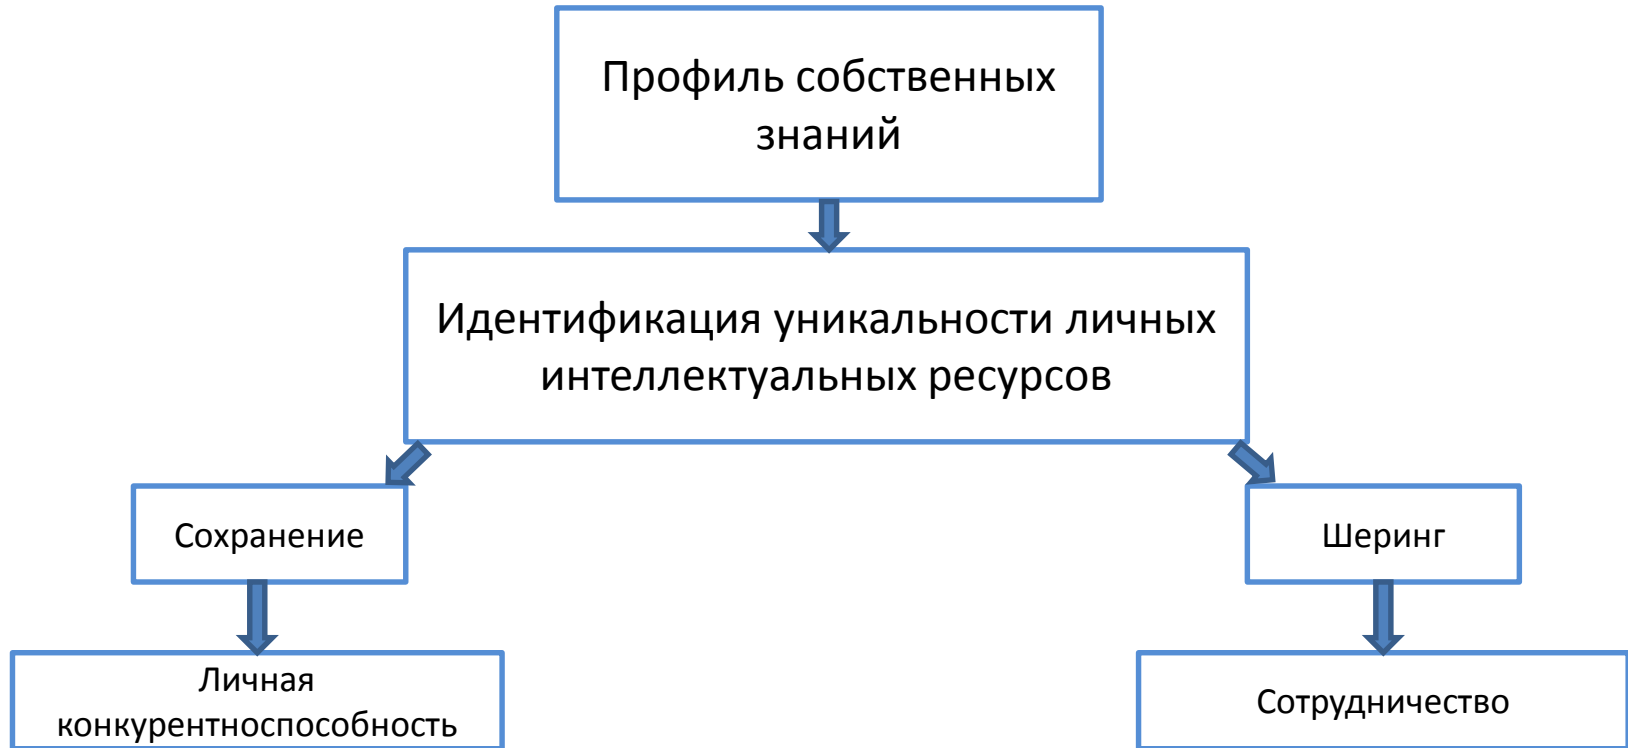 Профиль собственных
знаний
Идентификация уникальности личных
интеллектуальных ресурсов
Сохранение
Шеринг
Личная
конкурентноспособность
Сотрудничество